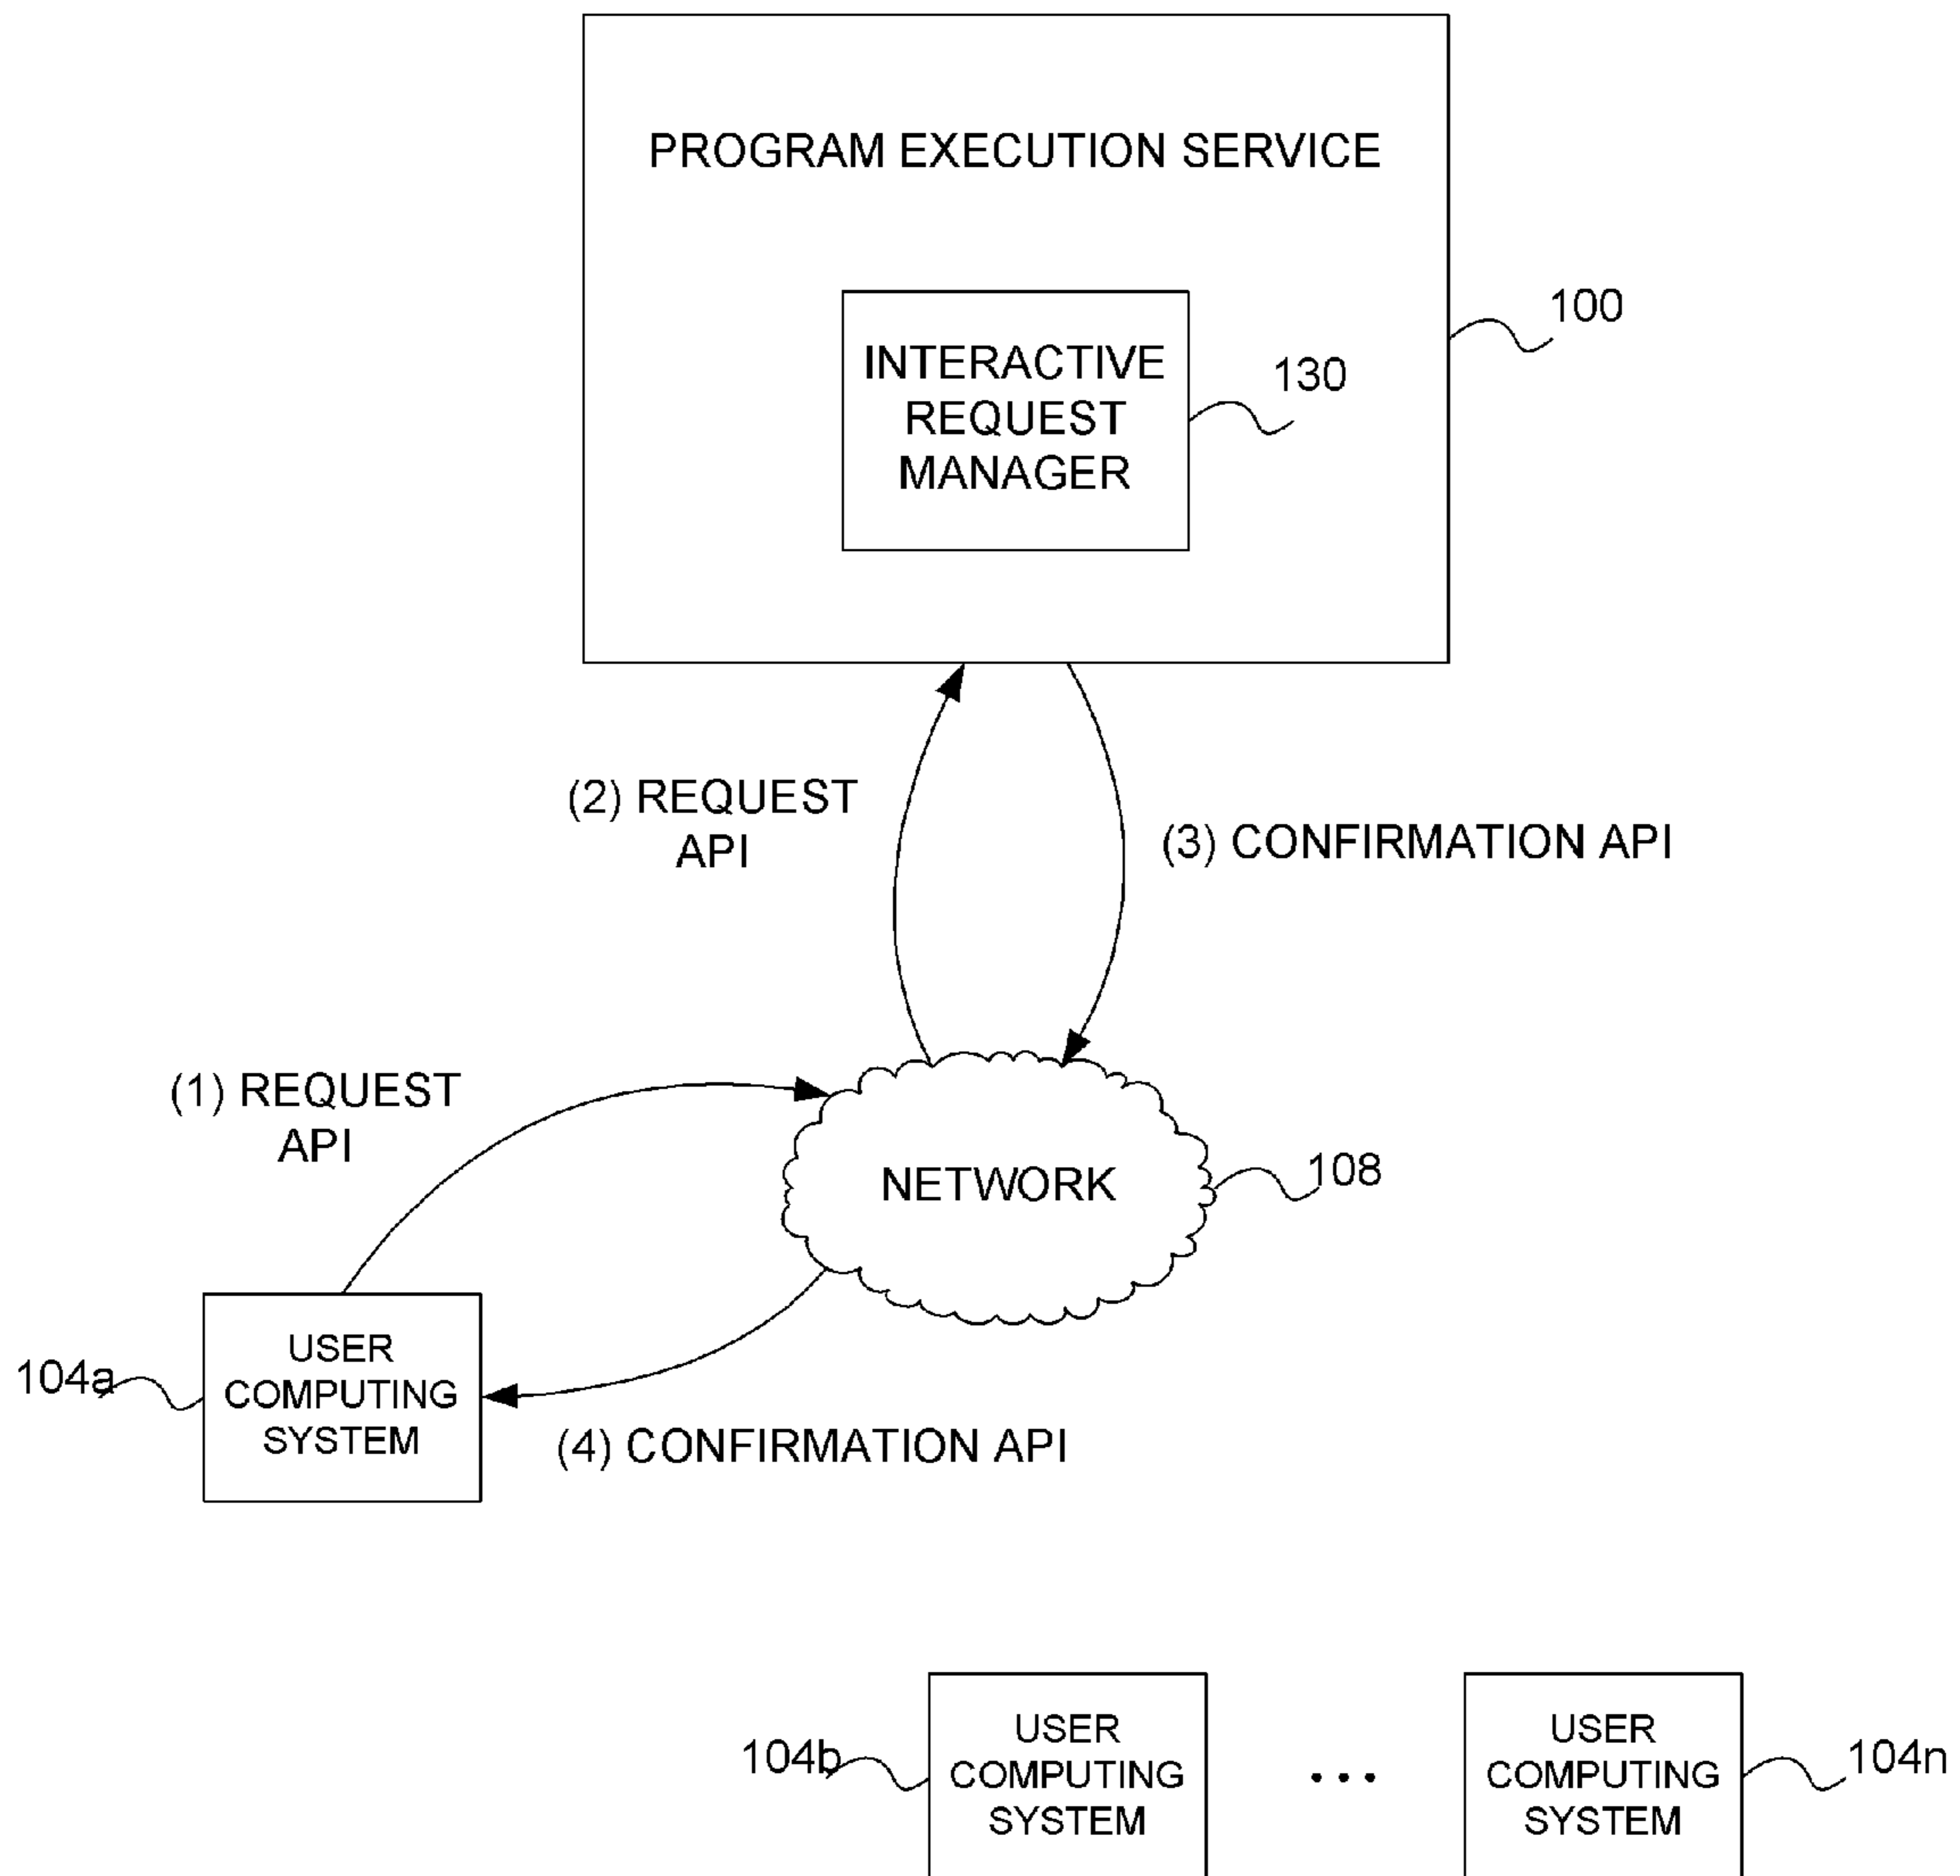 PROGRAM EXECUTION SERVICE
100
INTERACTIVE
REQUEST
MANAGER
130
(2) REQUEST
API
(3) CONFIRMATION API
(1) REQUEST
API
NETWORK
108
104a
USER
COMPUTING
SYSTEM
(4) CONFIRMATION API
104b
USER
COMPUTING
SYSTEM
...
USER
COMPUTING
SYSTEM
104n